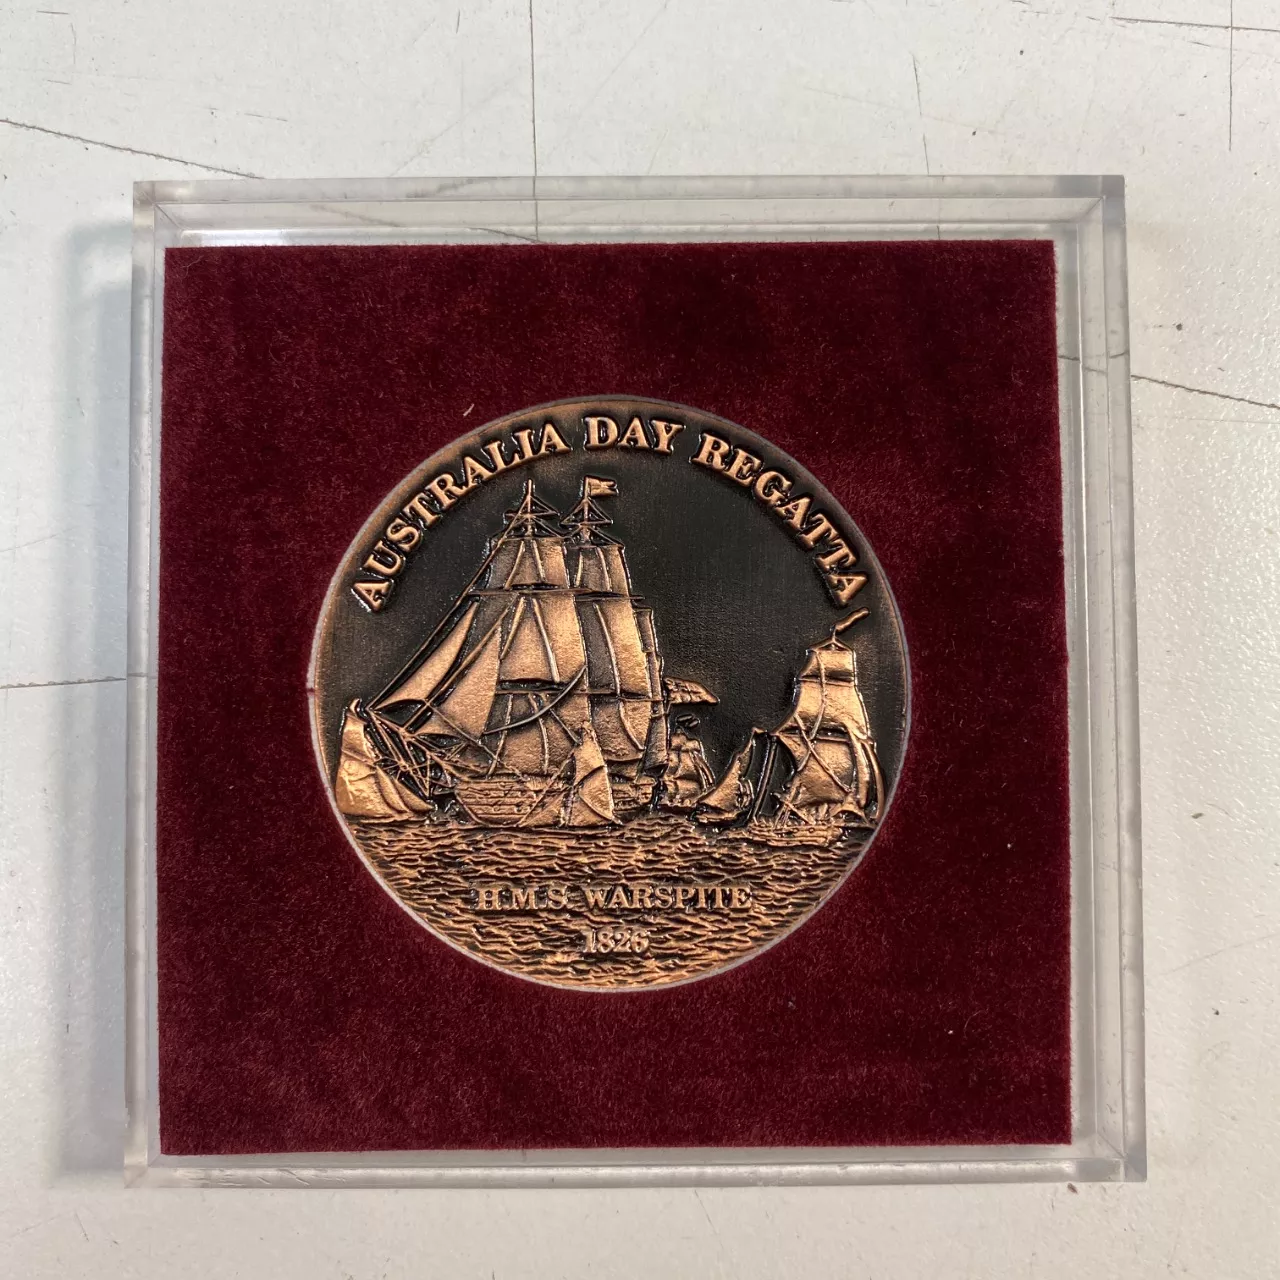 AUSTRALIA DAY REGATTA
H.M.S. WARSPITE
1826